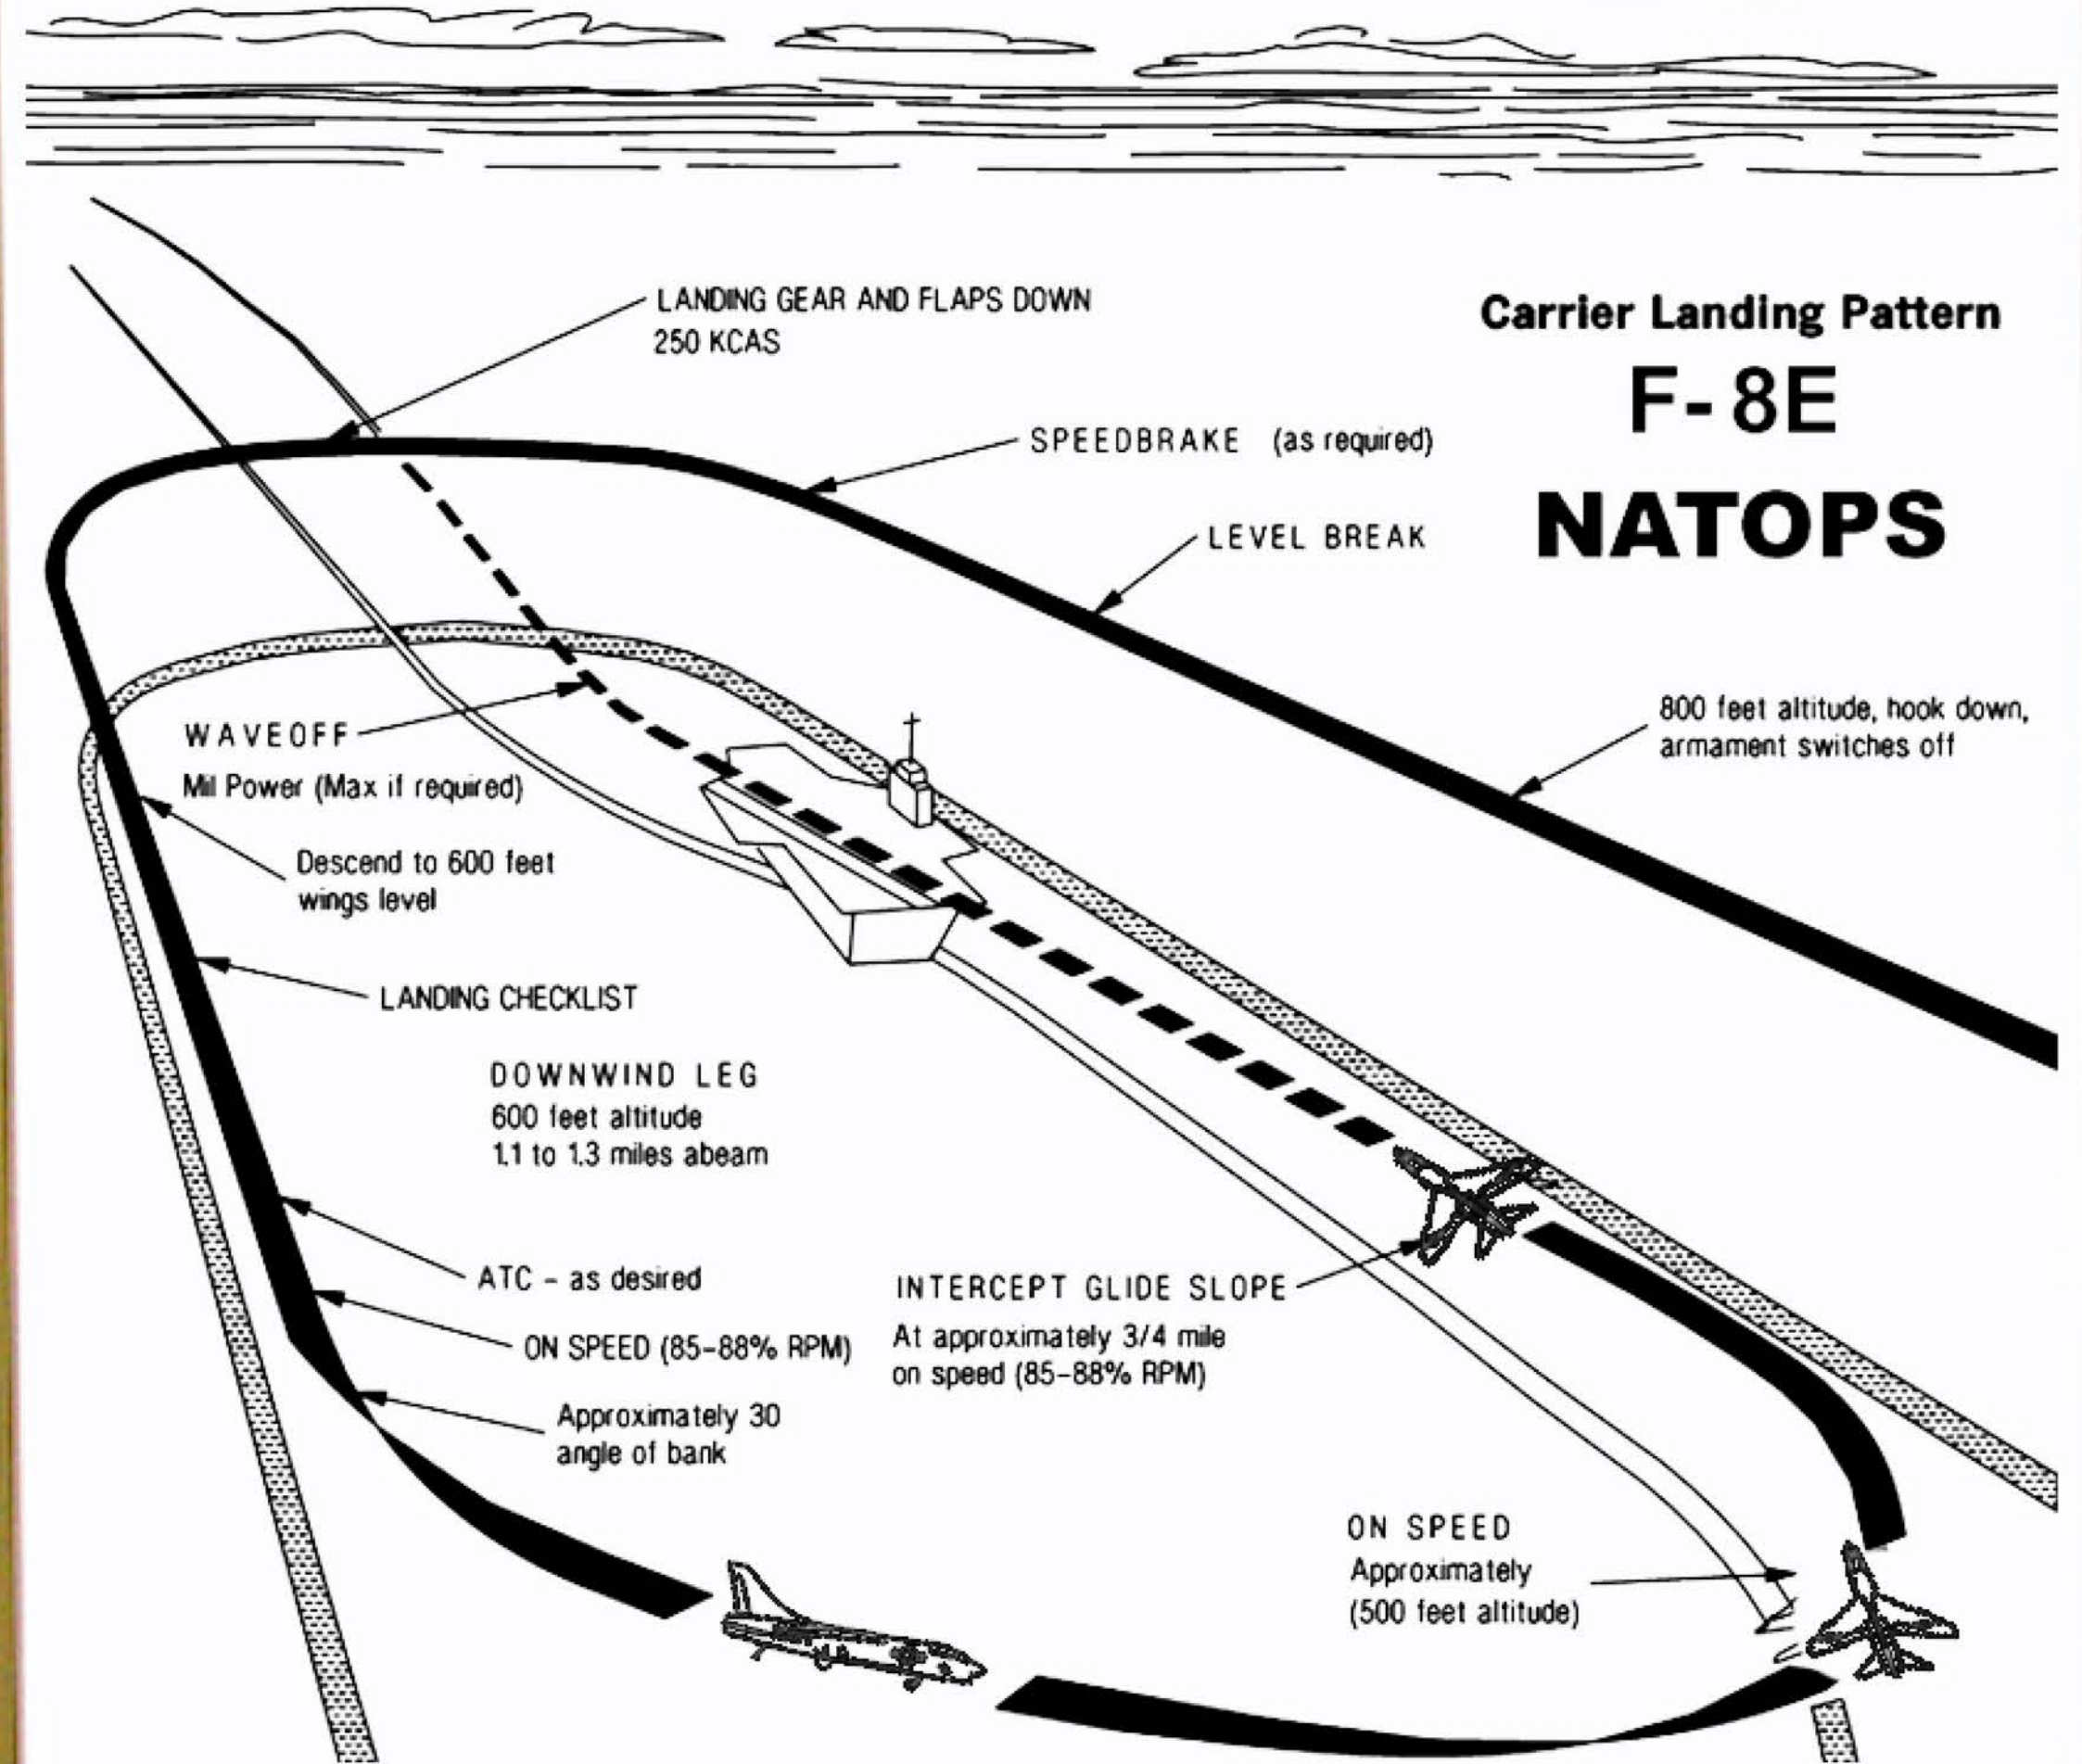 Carrier Landing Pattern
F-8E
NATOPS
LANDING GEAR AND FLAPS DOWN
250 KCAS
SPEEDBRAKE (as required)
LEVEL BREAK
800 feet altitude, hook down,
armament switches off
WAVEOFF
Mil Power (Max if required)
Descend to 600 feet
wings level
LANDING CHECKLIST
DOWNWIND LEG
600 feet altitude
1.1 to 1.3 miles abeam
ATC - as desired
ON SPEED (85-88% RPM)
Approximately 30
angle of bank
INTERCEPT GLIDE SLOPE
At approximately 3/4 mile
on speed (85-88% RPM)
ON SPEED
Approximately
(500 feet altitude)